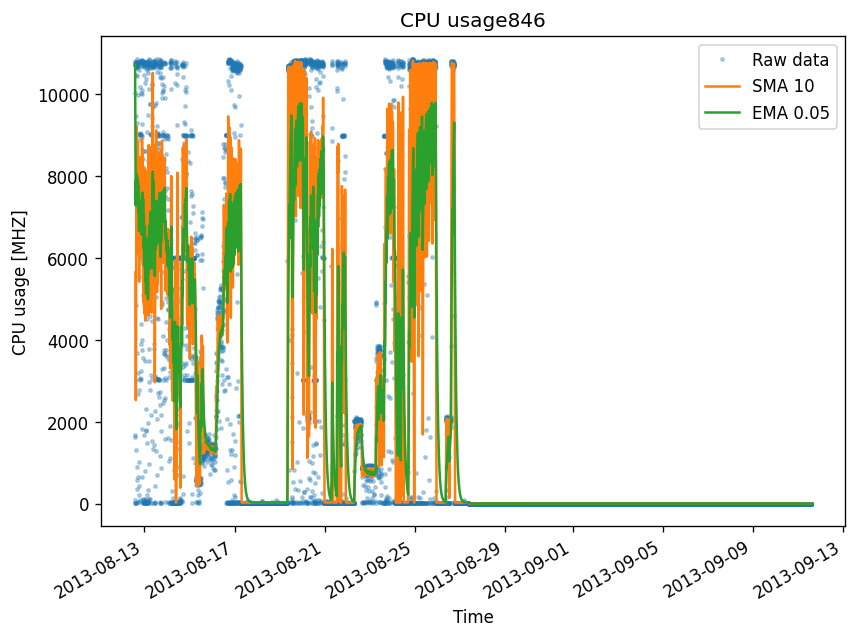 CPU usage846
Raw data
SMA 10
EMA 0.05
CPU usage [MHZ]
10000
8000
6000
4000
2000
0
2013-08-13
2013-08-17
2013-08-21
2013-08-25
2013-08-29
2013-09-01
2013-09-05
2013-09-09
2013-09-13
Time